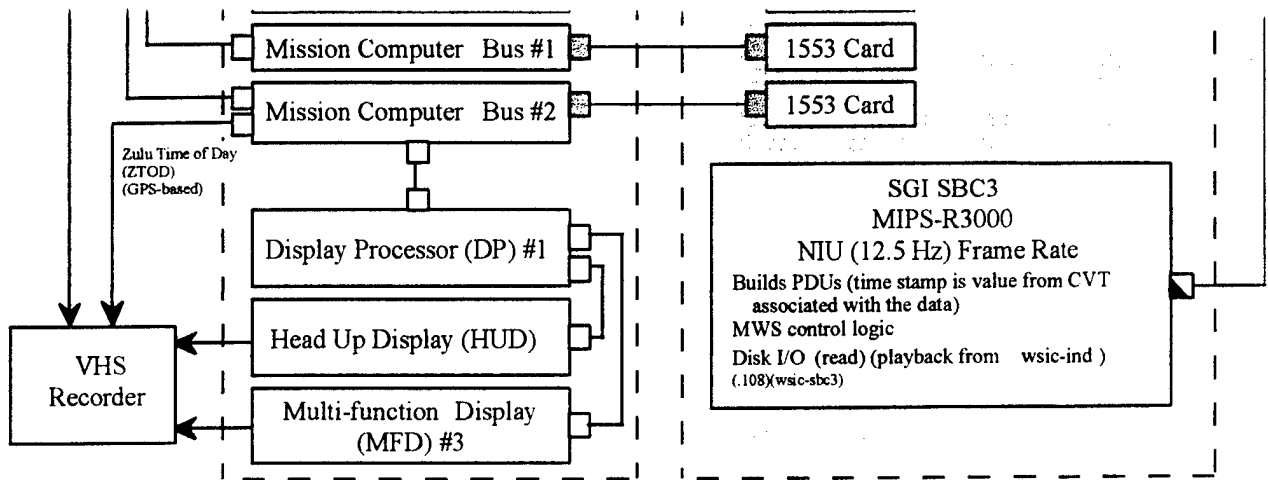 Mission Computer Bus #1
1553 Card
Mission Computer Bus #2
1553 Card
Zulu Time of Day
(ZTOD)
(GPS-based)
Display Processor (DP) #1
Head Up Display (HUD)
Multi-function Display
(MFD) #3
VHS
Recorder
SGI SBC3
MIPS-R3000
NIU (12.5 Hz) Frame Rate
Builds PDUs (time stamp is value from CVT
associated with the data)
MWS control logic
Disk I/O (read) (playback from wsic-ind )
(.108)(wsic-sbc3)